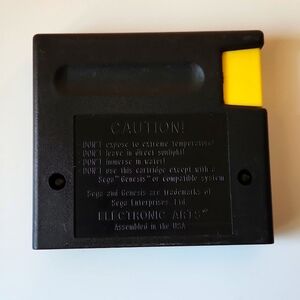 CAUTION!
DON'T expose to extreme temperature!
DON'T leave in direct sunlight!
DON'T immerse in water!
DON'T use this cartridge except with a
Sega™ Genesis™ or compatible system
Sega and Genesis are trademarks of
Sega Enterprises, Ltd
ELECTRONIC ARTS™
Assembled in the USA